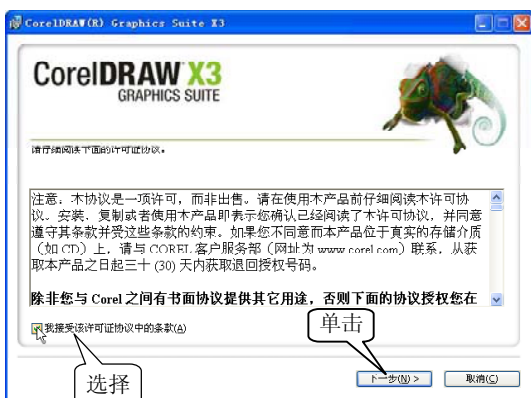 CorelDRAW(R) Graphics Suite X3
CorelDRAW X3
GRAPHICS SUITE
请仔细阅读下面的许可证协议。
注意：本协议是一项许可，而非出售。请在使用本产品前仔细阅读本许可协
议。安装、复制或者使用本产品即表示您确认已经阅读了本许可协议，并同意
遵守其条款并受这些条款的约束。如果您不同意而本产品位于真实的存储介质
（如 CD）上，请与 COREL 客户服务部（网址为 www.corel.com）联系，从获
取本产品之日起三十 (30) 天内获取退回授权号码。
除非您与 Corel 之间有书面协议提供其它用途，否则下面的协议授权您在
我接受该许可证协议中的条款(A)
单击
选择
下一步(N) >
取消(C)